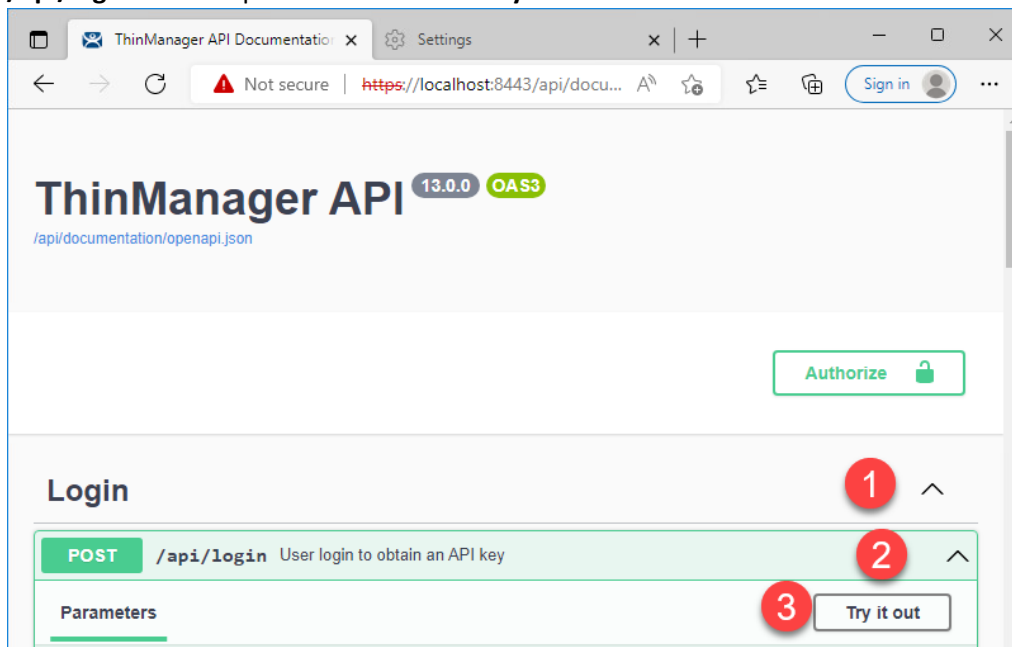 ThinManager API Documentation
Settings
Not secure | https://localhost:8443/api/docu...
Sign in
ThinManager API 13.0.0 OAS3
/api/documentation/openapi.json
Authorize
Login
1
POST /api/login User login to obtain an API key
2
Parameters
3
Try it out